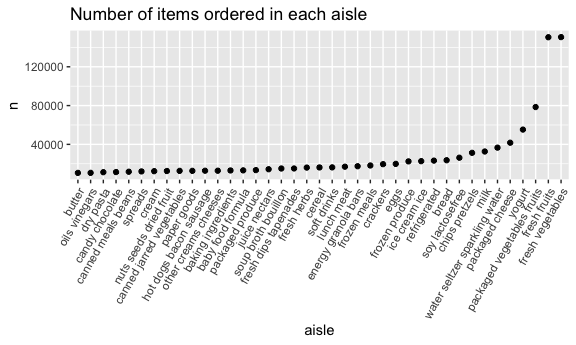 Number of items ordered in each aisle
n
120000
80000
40000
butter
oils vinegars
dry pasta
candy chocolate
canned meals beans
spreads
cream
nuts seeds dried fruit
canned jarred vegetables
paper goods
hot dogs bacon sausage
other creams cheeses
baking ingredients
baby food formula
packaged produce
juice nectars
soup broth bouillon
fresh dips tapenades
fresh herbs
cereal
soft drinks
lunch meat
energy granola bars
frozen meals
crackers
eggs
frozen produce
ice cream ice
refrigerated
bread
soy lactosefree
chips pretzels
milk
water seltzer sparkling water
packaged cheese
yogurt
packaged vegetables fruits
fresh fruits
fresh vegetables
aisle